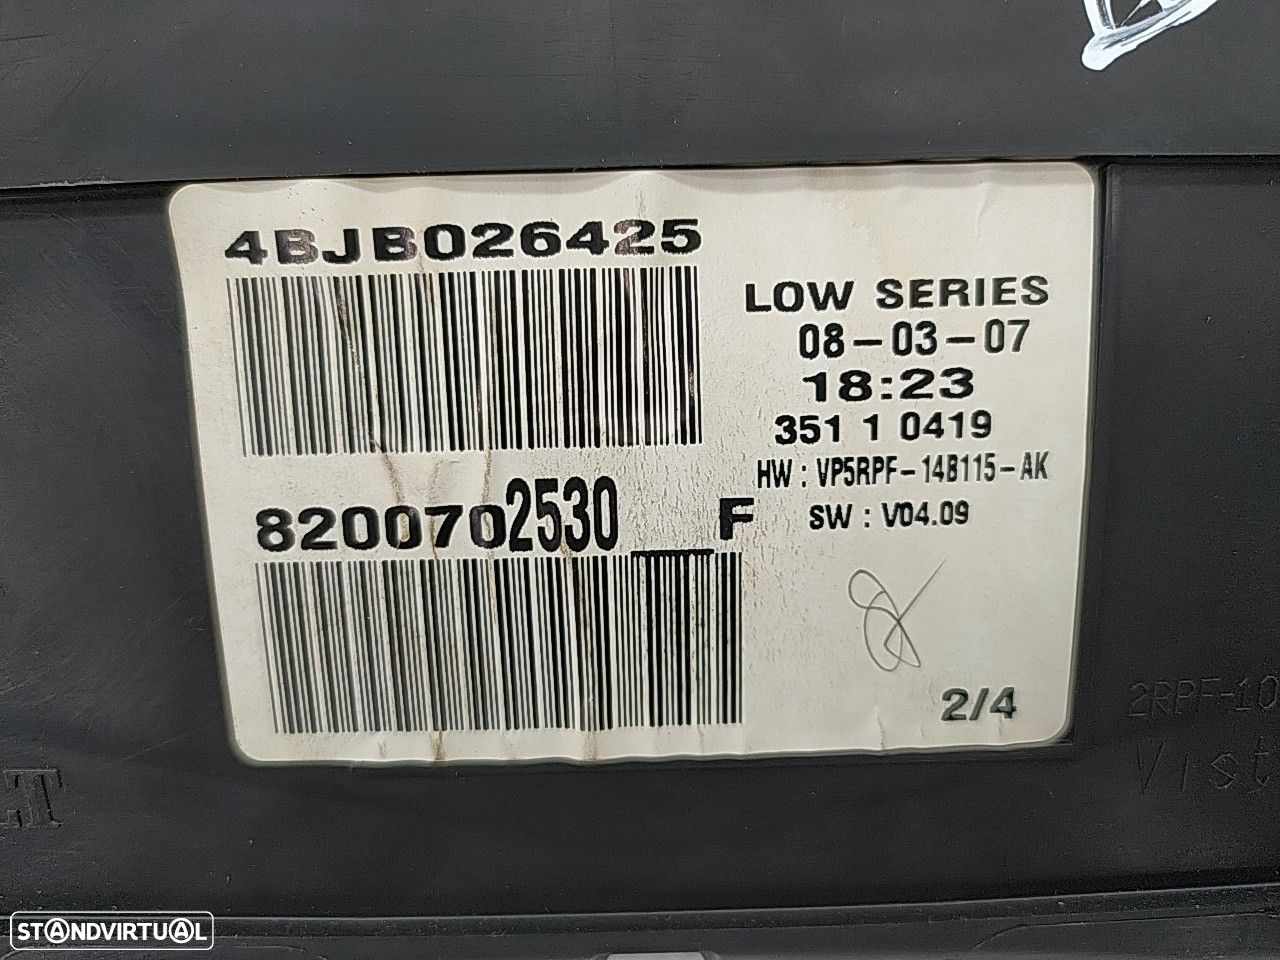 4BJB026425
LOW SERIES
08-03-07
18:23
351 1 0419
HW : VP5RPF-14B115-AK
SW : V04.09
8200702530__F
2/4
2RPF-10
Vist
STANDVIRTUAL